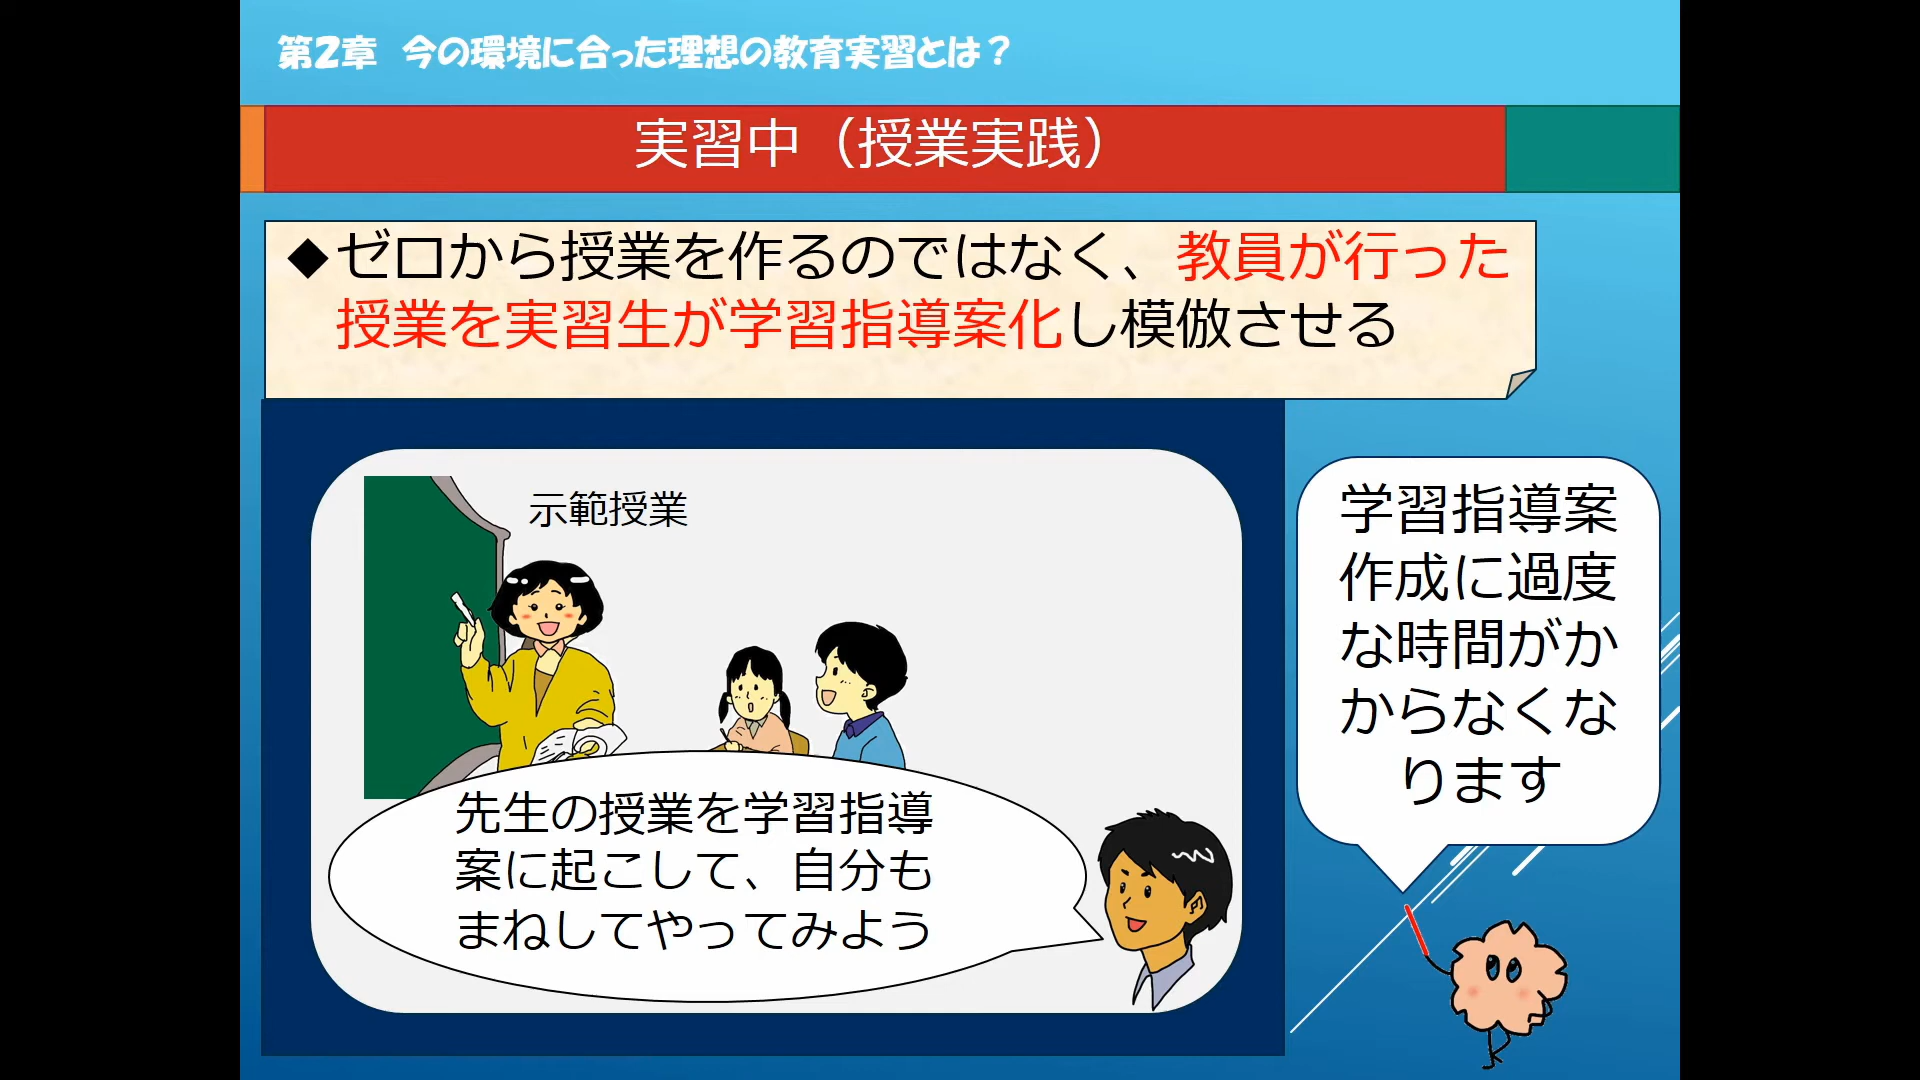 第2章　今の環境に合った理想の教育実習とは？
実習中（授業実践）
◆ゼロから授業を作るのではなく、教員が行った
授業を実習生が学習指導案化し模倣させる
示範授業
先生の授業を学習指導
案に起こして、自分も
まねしてやってみよう
学習指導案
作成に過度
な時間がか
からなくな
ります